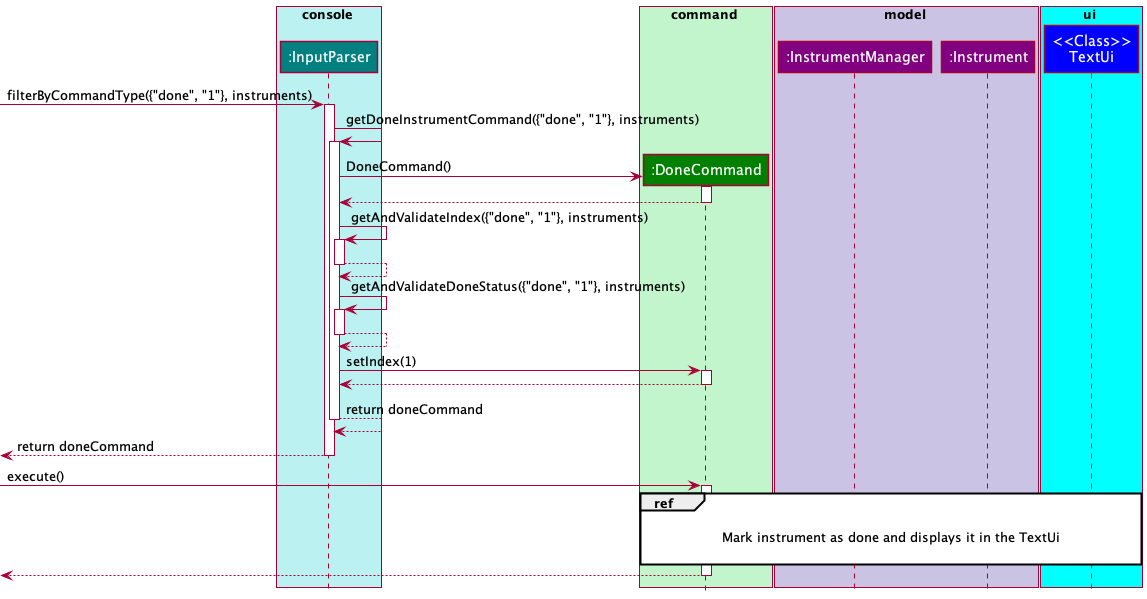 console
command
model
ui
:InputParser
:InstrumentManager
:Instrument
<<Class>>
TextUi
filterByCommandType({"done", "1"}, instruments)
getDoneInstrumentCommand({"done", "1"}, instruments)
DoneCommand()
:DoneCommand
getAndValidateIndex({"done", "1"}, instruments)
getAndValidateDoneStatus({"done", "1"}, instruments)
setIndex(1)
return doneCommand
return doneCommand
execute()
ref
Mark instrument as done and displays it in the TextUi